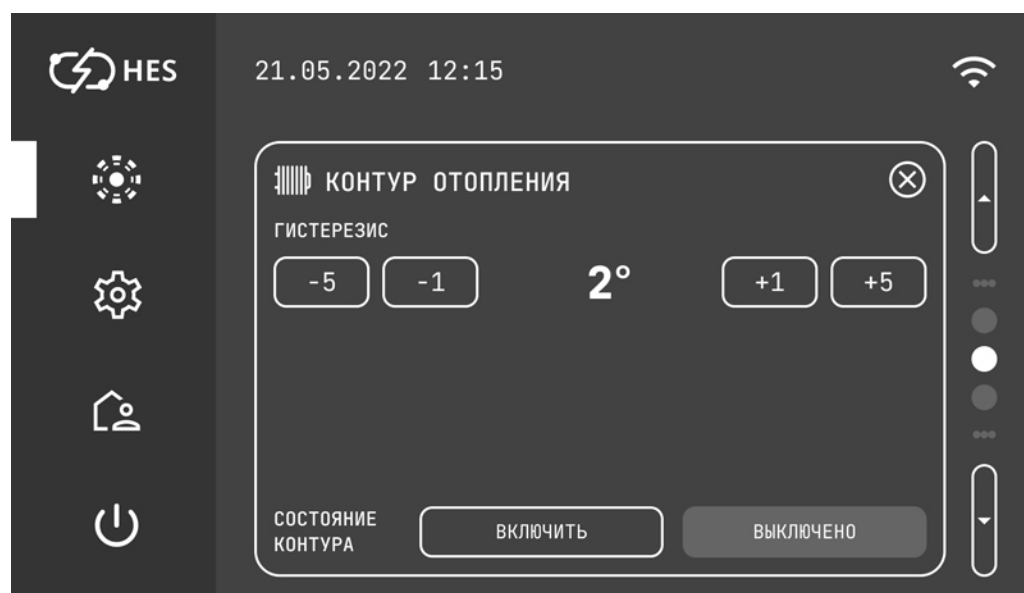 HES
21.05.2022 12:15
КОНТУР ОТОПЛЕНИЯ
ГИСТЕРЕЗИС
-5 -1 2° +1 +5
СОСТОЯНИЕ
КОНТУРА
ВКЛЮЧИТЬ ВЫКЛЮЧЕНО